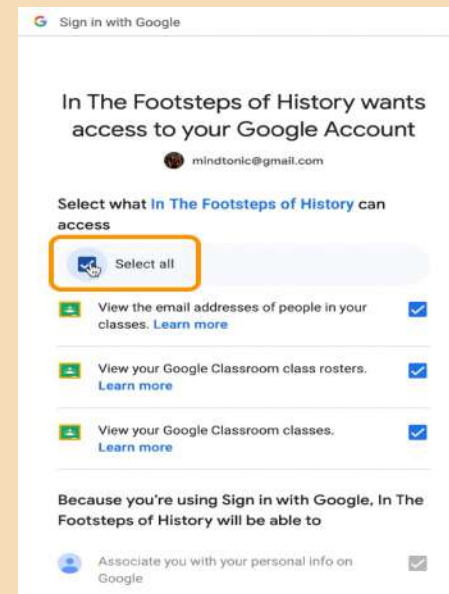 Sign in with Google
In The Footsteps of History wants
access to your Google Account
mindtonic@gmail.com
Select what In The Footsteps of History can
access
Select all
View the email addresses of people in your
classes. Learn more
View your Google Classroom class rosters.
Learn more
View your Google Classroom classes.
Learn more
Because you're using Sign in with Google, In The
Footsteps of History will be able to
Associate you with your personal info on
Google